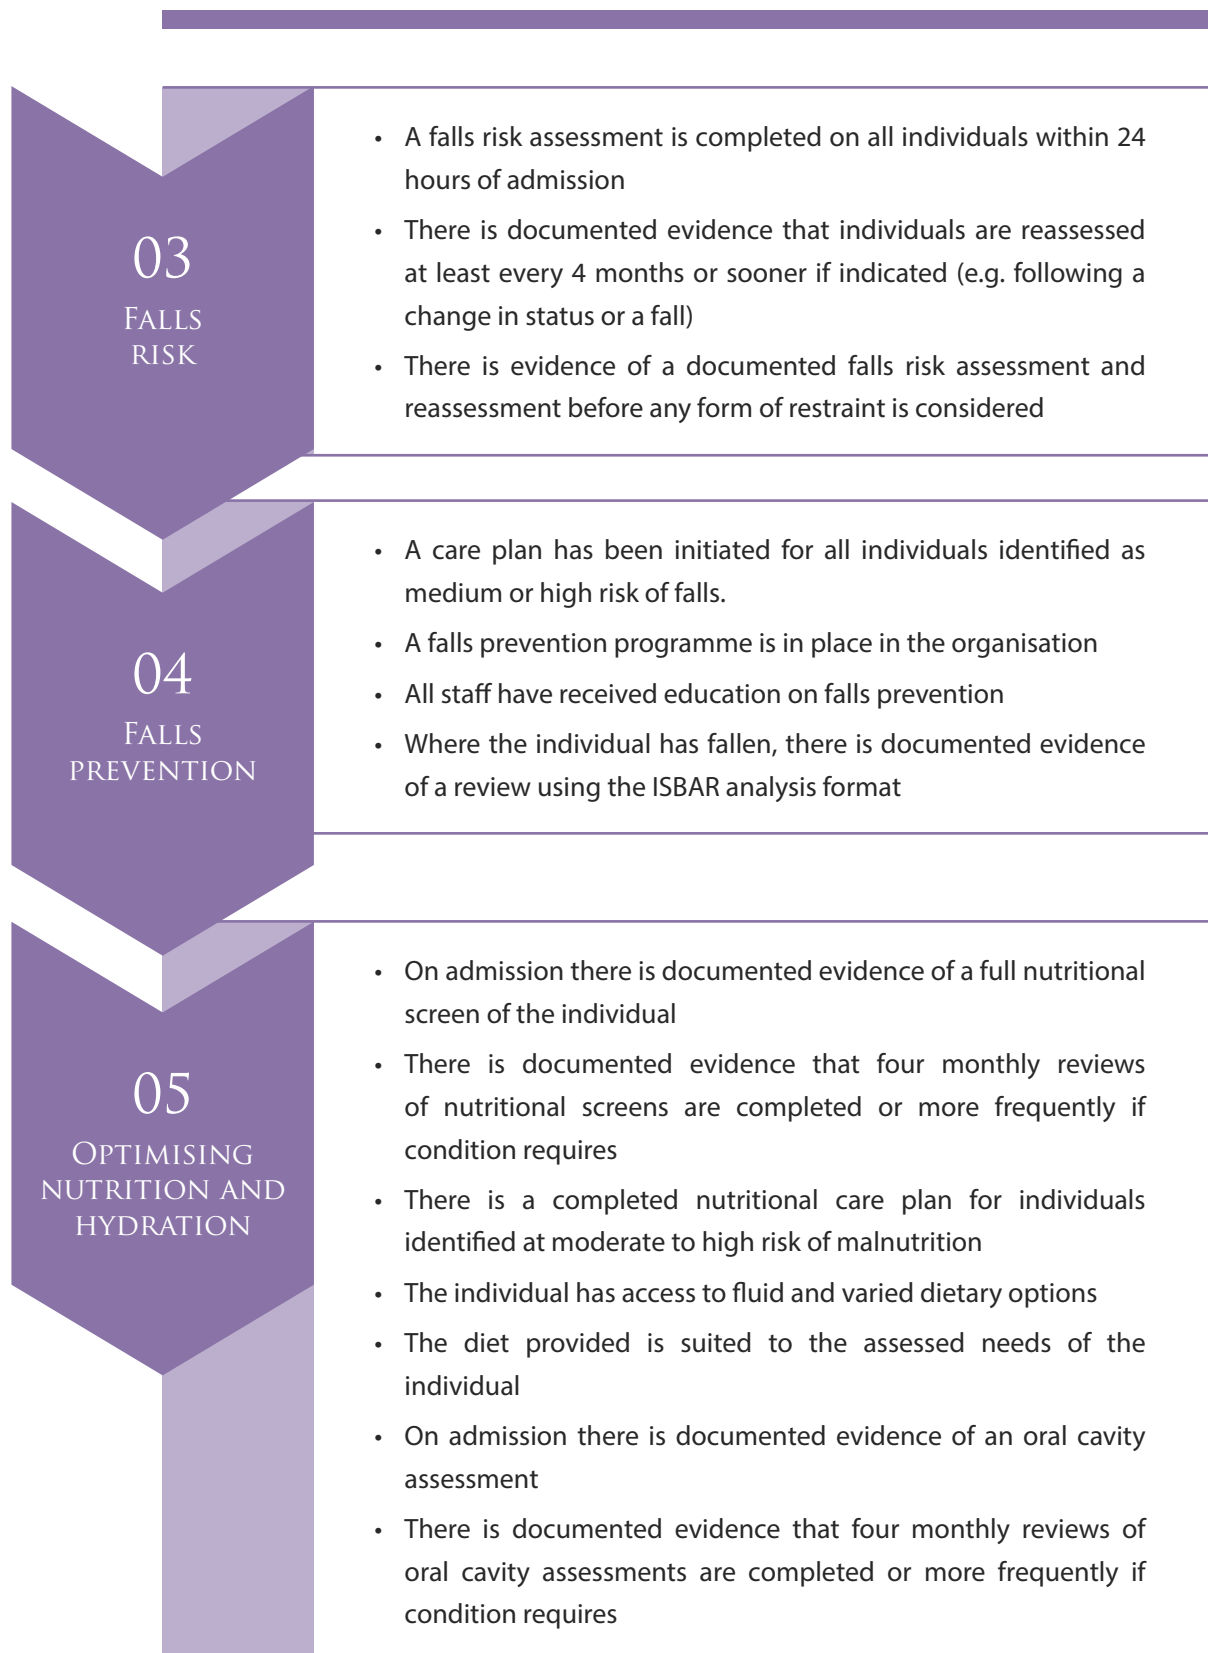 03
Falls
risk
• A falls risk assessment is completed on all individuals within 24
hours of admission
• There is documented evidence that individuals are reassessed
at least every 4 months or sooner if indicated (e.g. following a
change in status or a fall)
• There is evidence of a documented falls risk assessment and
reassessment before any form of restraint is considered
04
Falls
prevention
• A care plan has been initiated for all individuals identified as
medium or high risk of falls.
• A falls prevention programme is in place in the organisation
• All staff have received education on falls prevention
• Where the individual has fallen, there is documented evidence
of a review using the ISBAR analysis format
05
Optimising
nutrition and
hydration
• On admission there is documented evidence of a full nutritional
screen of the individual
• There is documented evidence that four monthly reviews
of nutritional screens are completed or more frequently if
condition requires
• There is a completed nutritional care plan for individuals
identified at moderate to high risk of malnutrition
• The individual has access to fluid and varied dietary options
• The diet provided is suited to the assessed needs of the
individual
• On admission there is documented evidence of an oral cavity
assessment
• There is documented evidence that four monthly reviews of
oral cavity assessments are completed or more frequently if
condition requires